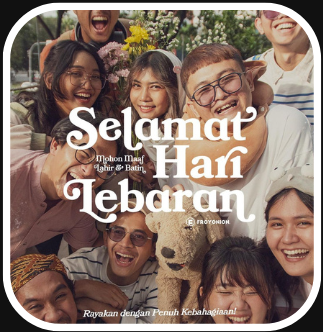 Selamat
Mohon Maaf
Lahir & Batin
Hari
Lebaran
FROYONION
Rayakan dengan Penuh Kebahagiaan!